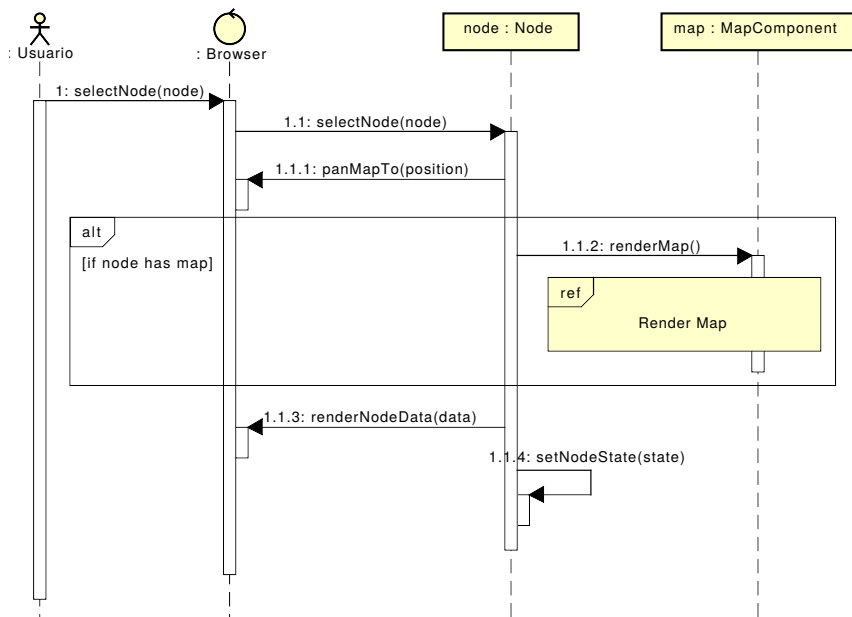 : Usuario
: Browser
node : Node
map : MapComponent
1: selectNode(node)
1.1: selectNode(node)
1.1.1: panMapTo(position)
alt
[if node has map]
1.1.2: renderMap()
ref
Render Map
1.1.3: renderNodeData(data)
1.1.4: setNodeState(state)